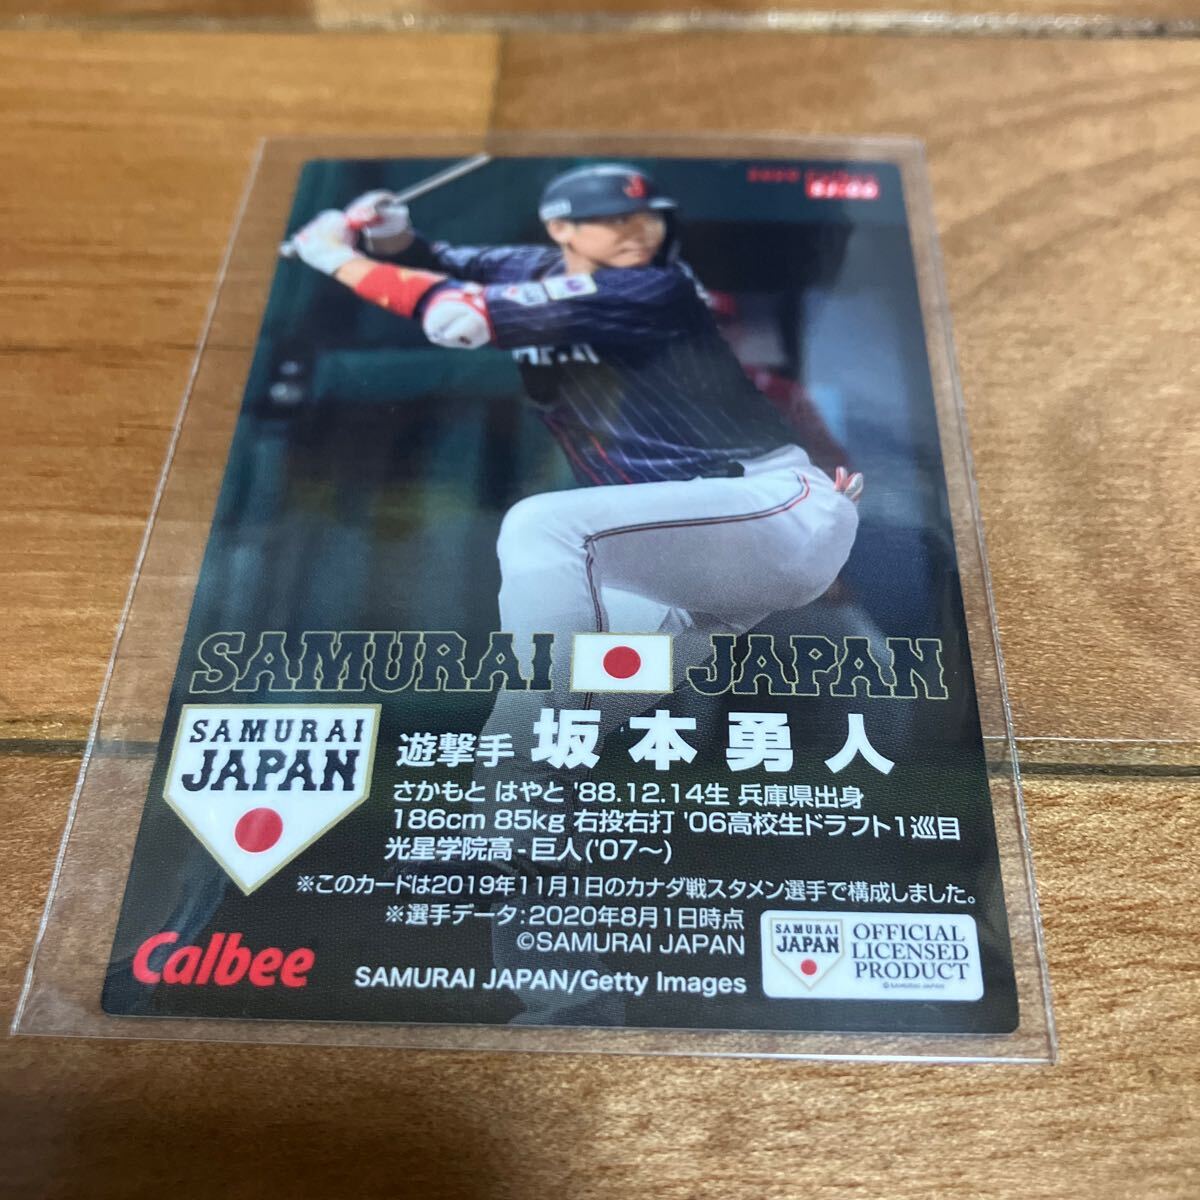 2020 Calbee
J
SAMURAI JAPAN
SAMURAI
JAPAN
遊撃手 坂本勇人
さかもと はやと '88.12.14生 兵庫県出身
186cm 85kg 右投右打 '06高校生ドラフト1巡目
光星学院高-巨人('07〜)
※このカードは2019年11月1日のカナダ戦スタメン選手で構成しました。
※選手データ:2020年8月1日時点
©SAMURAI JAPAN
Calbee
SAMURAI JAPAN/Getty Images
SAMURAI
JAPAN
OFFICIAL
LICENSED
PRODUCT
©SAMURAI JAPAN